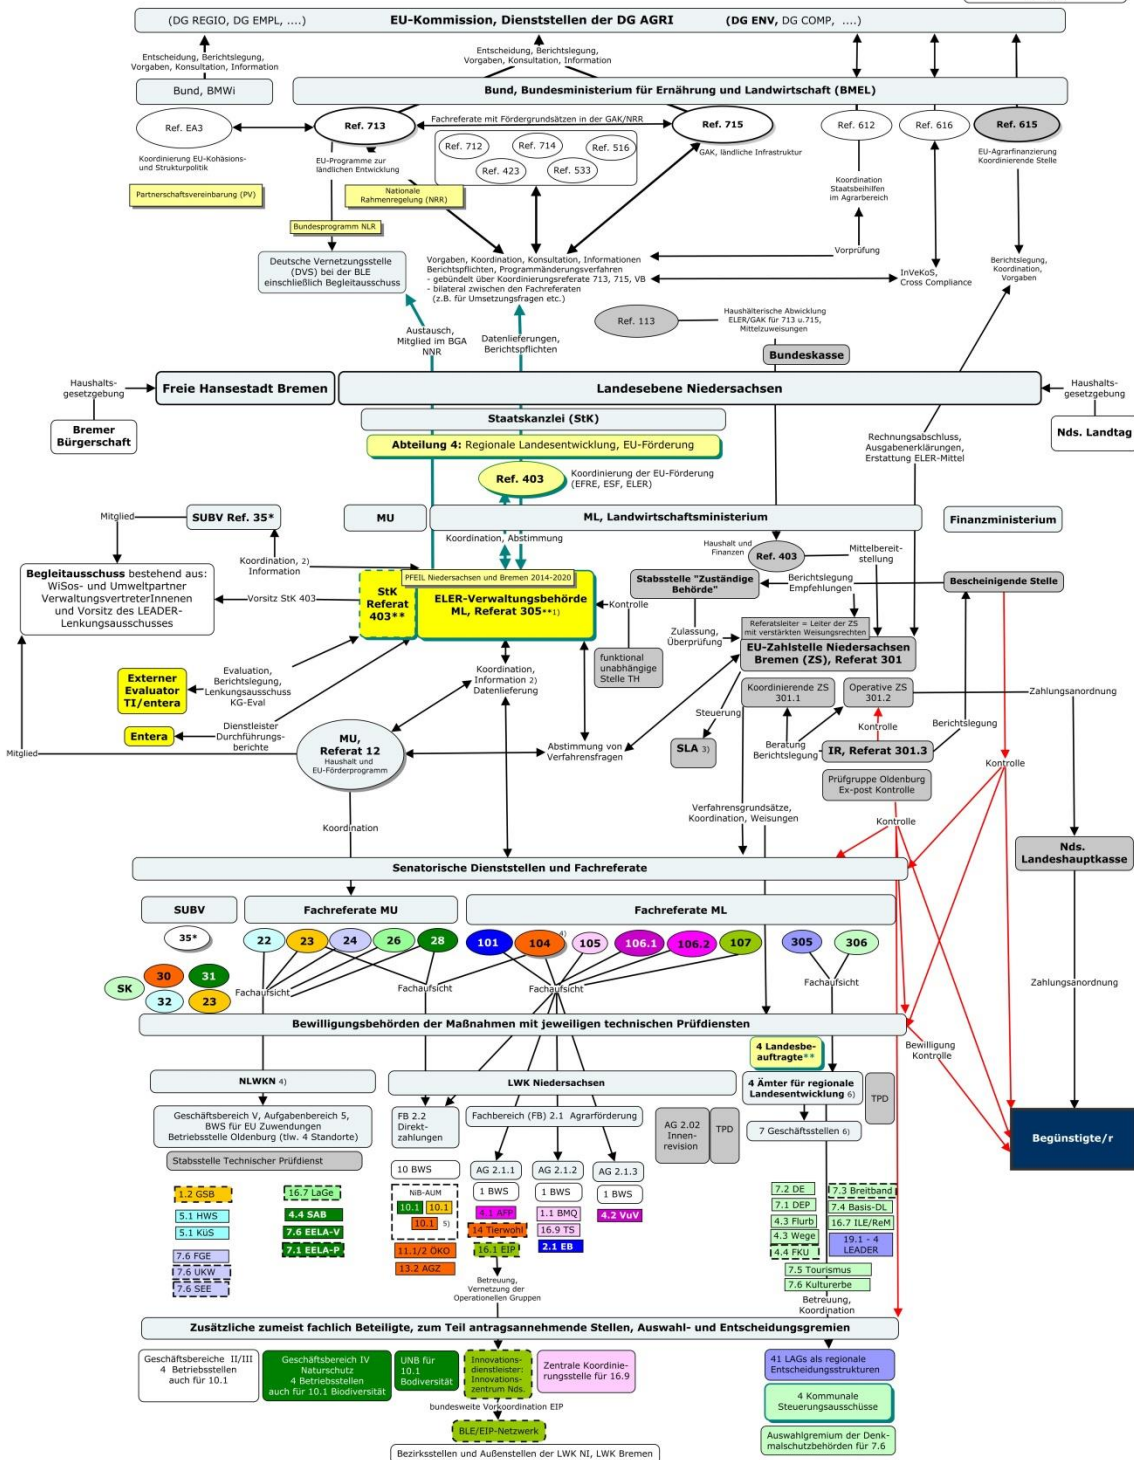 (DG REGIO, DG EMPL, ....)
EU-Kommission, Dienststellen der DG AGRI
(DG ENV, DG COMP, ....)
Entscheidung, Berichtslegung,
Vorgaben, Konsultation, Information
Entscheidung, Berichtslegung,
Vorgaben, Konsultation, Information
Bund, BMWi
Bund, Bundesministerium für Ernährung und Landwirtschaft (BMEL)
Ref. EA3
Ref. 713
Fachreferate mit Fördergrundsätzen in der GAK/NRR
Ref. 715
Ref. 612
Ref. 616
Ref. 615
Ref. 712
Ref. 714
Ref. 516
Ref. 423
Ref. 533
Koordinierung EU-Kohäsions-
und Strukturpolitik
EU-Programme zur
ländlichen Entwicklung
GAK, ländliche Infrastruktur
EU-Agrarfinanzierung
Koordinierende Stelle
Koordination
Staatsbeihilfen
im Agrarbereich
Partnerschaftsvereinbarung (PV)
Nationale
Rahmenregelung (NRR)
Bundesprogramm NLR
Deutsche Vernetzungsstelle
(DVS) bei der BLE
einschließlich Begleitausschuss
Vorgaben, Koordination, Konsultation, Informationen
Berichtspflichten, Programmänderungsverfahren
- gebündelt über Koordinierungsreferate 713, 715, VB
- bilateral zwischen den Fachreferaten
(z.B. für Umsetzungsfragen etc.)
Vorprüfung
InVeKoS,
Cross Compliance
Berichtslegung,
Koordination,
Vorgaben
Ref. 113
Haushälterische Abwicklung
ELER/GAK für 713 u.715,
Mittelzuweisungen
Austausch,
Mitglied im BGA
NNR
Datenlieferungen,
Berichtspflichten
Bundeskasse
Haushalts-
gesetzgebung
Freie Hansestadt Bremen
Landesebene Niedersachsen
Haushalts-
gesetzgebung
Bremer
Bürgerschaft
Nds. Landtag
Staatskanzlei (StK)
Abteilung 4: Regionale Landesentwicklung, EU-Förderung
Ref. 403
Koordinierung der EU-Förderung
(EFRE, ESF, ELER)
Rechnungsabschluss,
Ausgabenerklärungen,
Erstattung ELER-Mittel
Mitglied
SUBV Ref. 35*
MU
ML, Landwirtschaftsministerium
Finanzministerium
Koordination, 2)
Information
Koordination, Abstimmung
Haushalt und
Finanzen
Ref. 403
Mittelbereit-
stellung
Begleitausschuss bestehend aus:
WiSos- und Umweltpartner
VerwaltungsvertreterInnenen
und Vorsitz des LEADER-
Lenkungsausschusses
Vorsitz StK 403
StK
Referat
403**
PFEIL Niedersachsen und Bremen 2014-2020
ELER-Verwaltungsbehörde
ML, Referat 305**1)
Kontrolle
Stabsstelle "Zuständige
Behörde"
Berichtslegung
Empfehlungen
Bescheinigende Stelle
funktional
unabhängige
Stelle TH
Zulassung,
Überprüfung
Referatsleiter = Leiter der ZS
mit verstärkten Weisungsrechten
EU-Zahlstelle Niedersachsen
Bremen (ZS), Referat 301
Externer
Evaluator
TI/entera
Evaluation,
Berichtslegung,
Lenkungsausschuss
KG-Eval
Koordination,
Information 2)
Datenlieferung
Koordinierende ZS
301.1
Operative ZS
301.2
Zahlungsanordnung
Steuerung
Kontrolle
Berichtslegung
Entera
Dienstleister
Durchführungs-
berichte
Mitglied
MU,
Referat 12
Haushalt und
EU-Förderprogramm
Abstimmung von
Verfahrensfragen
SLA 3)
Beratung
Berichtslegung
IR, Referat 301.3
Kontrolle
Prüfgruppe Oldenburg
Ex-post Kontrolle
Verfahrensgrundsätze,
Koordination, Weisungen
Kontrolle
Koordination
Nds.
Landeshauptkasse
Senatorische Dienststellen und Fachreferate
SUBV
Fachreferate MU
Fachreferate ML
35*
22
23
24
26
28
101
104
4)
105
106.1
106.2
107
305
306
SK
30
31
32
23
Fachaufsicht
Fachaufsicht
Fachaufsicht
Fachaufsicht
Zahlungsanordnung
Bewilligungsbehörden der Maßnahmen mit jeweiligen technischen Prüfdiensten
Bewilligung
Kontrolle
4 Landesbe-
auftragte**
NLWKN 4)
LWK Niedersachsen
4 Ämter für regionale
Landesentwicklung 6)
TPD
Geschäftsbereich V, Aufgabenbereich 5,
BWS für EU Zuwendungen
Betriebsstelle Oldenburg (tlw. 4 Standorte)
FB 2.2
Direkt-
zahlungen
Fachbereich (FB) 2.1 Agrarförderung
AG 2.02
Innen-
revision
TPD
7 Geschäftsstellen 6)
Begünstigte/r
Stabsstelle Technischer Prüfdienst
10 BWS
AG 2.1.1
AG 2.1.2
AG 2.1.3
1 BWS
1 BWS
1 BWS
1.2 GSB
16.7 LaGe
NiB-AUM
10.1
10.1
10.1
5)
4.1 AFP
1.1 BMQ
4.2 VuV
7.2 DE
7.3 Breitband
5.1 HWS
4.4 SAB
14 Tierwohl
16.9 TS
7.1 DEP
7.4 Basis-DL
5.1 KüS
7.6 EELA-V
16.1 EIP
2.1 EB
4.3 Flurb
16.7 ILE/ReM
7.6 FGE
7.1 EELA-P
11.1/2 ÖKO
4.3 Wege
19.1 - 4
LEADER
7.6 UKW
13.2 AGZ
4.4 FKU
7.6 SEE
7.5 Tourismus
7.6 Kulturerbe
Betreuung,
Vernetzung der
Operationellen Gruppen
Betreuung,
Koordination
Zusätzliche zumeist fachlich Beteiligte, zum Teil antragsannehmende Stellen, Auswahl- und Entscheidungsgremien
Geschäftsbereiche II/III
4 Betriebsstellen
auch für 10.1
Geschäftsbereich IV
Naturschutz
4 Betriebsstellen
auch für 10.1 Biodiversität
UNB für
10.1
Biodiversität
Innovations-
dienstleister:
Innovations-
zentrum Nds.
Zentrale Koordinie-
rungsstelle für 16.9
41 LAGs als regionale
Entscheidungsstrukturen
4 Kommunale
Steuerungsausschüsse
bundesweite Vorkoordination EIP
BLE/EIP-Netzwerk
Auswahlgremium der Denk-
malschutzbehörden für 7.6
Bezirksstellen und Außenstellen der LWK NI, LWK Bremen